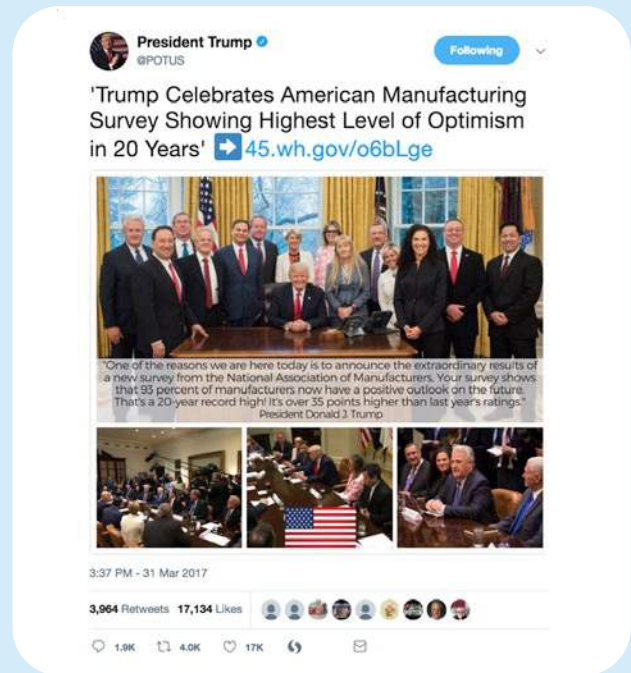 President Trump
@POTUS
Following
'Trump Celebrates American Manufacturing
Survey Showing Highest Level of Optimism
in 20 Years' ➡ 45.wh.gov/o6bLge
"One of the reasons we are here today is to announce the extraordinary results of
a new survey from the National Association of Manufacturers. Your survey shows
that 93 percent of manufacturers now have a positive outlook on the future.
That's a 20-year record high! It's over 35 points higher than last year's ratings."
President Donald J. Trump
3:37 PM - 31 Mar 2017
3,964 Retweets 17,134 Likes
1.9K 4.0K 17K